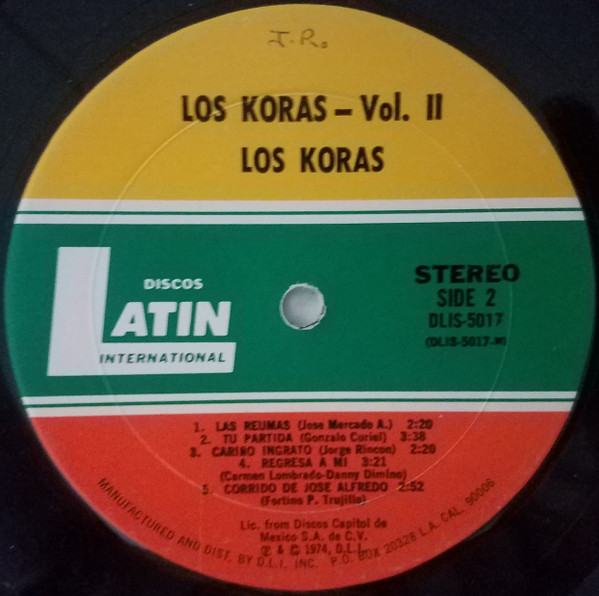 J.R.
LOS KORAS - Vol. II
LOS KORAS
DISCOS
LATIN
INTERNATIONAL
STEREO
SIDE 2
DLIS-5017
(DLIS-5017-M)
1. LAS REUMAS (Jose Mercado A.) 2:20
2. TU PARTIDA (Gonzalo Curiel) 3:38
3. CARIÑO INGRATO (Jorge Rincon) 2:20
4. REGRESA A MI 3:21
(Carmen Lombrado-Danny Dimino)
5. CORRIDO DE JOSE ALFREDO 2:52
(Fortino P. Trujillo)
Lic. from Discos Capitol de
Mexico S.A. de C.V.
℗ & © 1974, D.L.I.
MANUFACTURED AND DIST. BY D.L.I. INC. P.O. BOX 20328 L.A. CAL. 90006